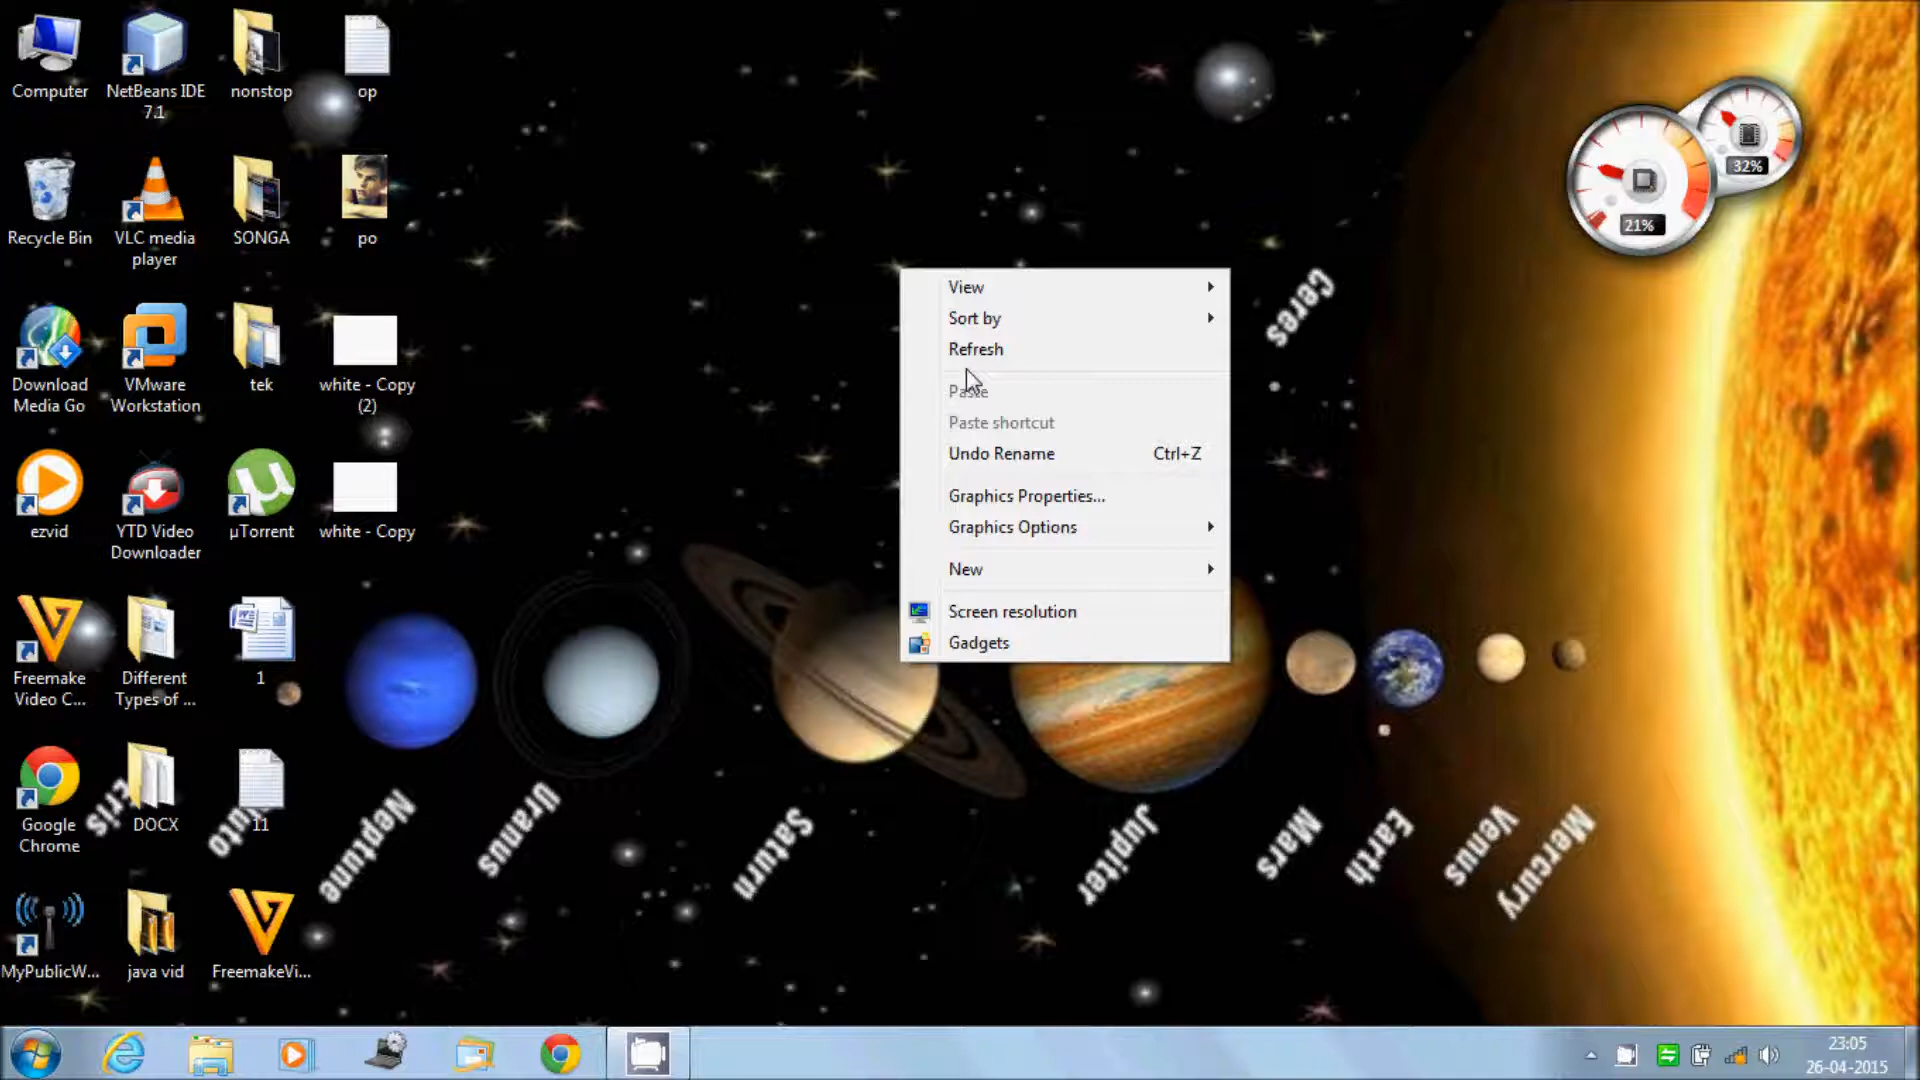 Computer
NetBeans IDE
7.1
nonstop
op
Recycle Bin
VLC media
player
SONGA
po
Download
Media Go
VMware
Workstation
tek
white - Copy
(2)
ezvid
YTD Video
Downloader
µTorrent
white - Copy
Freemake
Video C...
Different
Types of ...
1
Google
Chrome
DOCX
11
MyPublicW...
java vid
FreemakeVi...
View
Sort by
Refresh
Paste
Paste shortcut
Undo Rename Ctrl+Z
Graphics Properties...
Graphics Options
New
Screen resolution
Gadgets
32%
21%
Ceres
Neptune
Uranus
Saturn
Jupiter
Mars
Earth
Venus
Mercury
23:05
26-04-2015